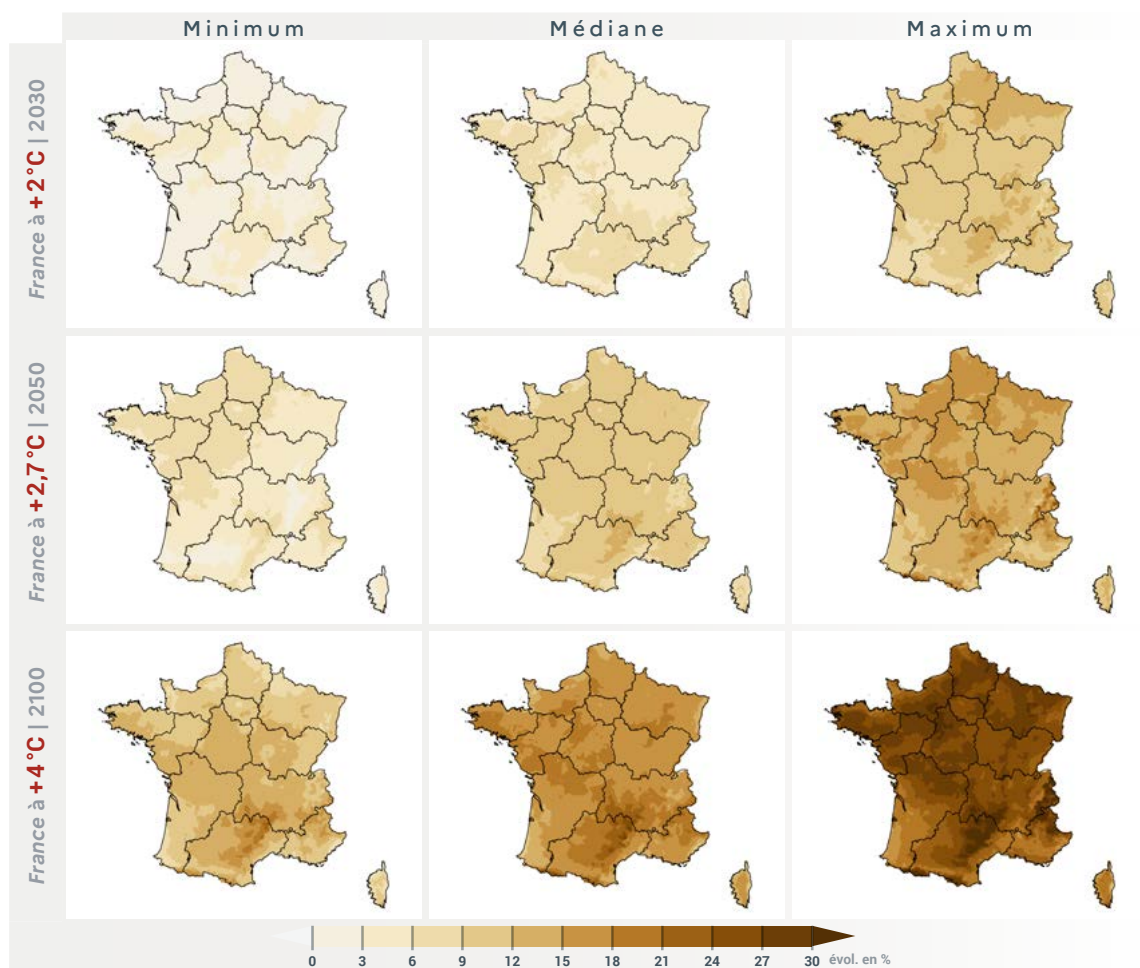 Minimum Médiane Maximum
France à +2°C | 2030
France à +2,7°C | 2050
France à +4°C | 2100
0 3 6 9 12 15 18 21 24 27 30 évol. en %